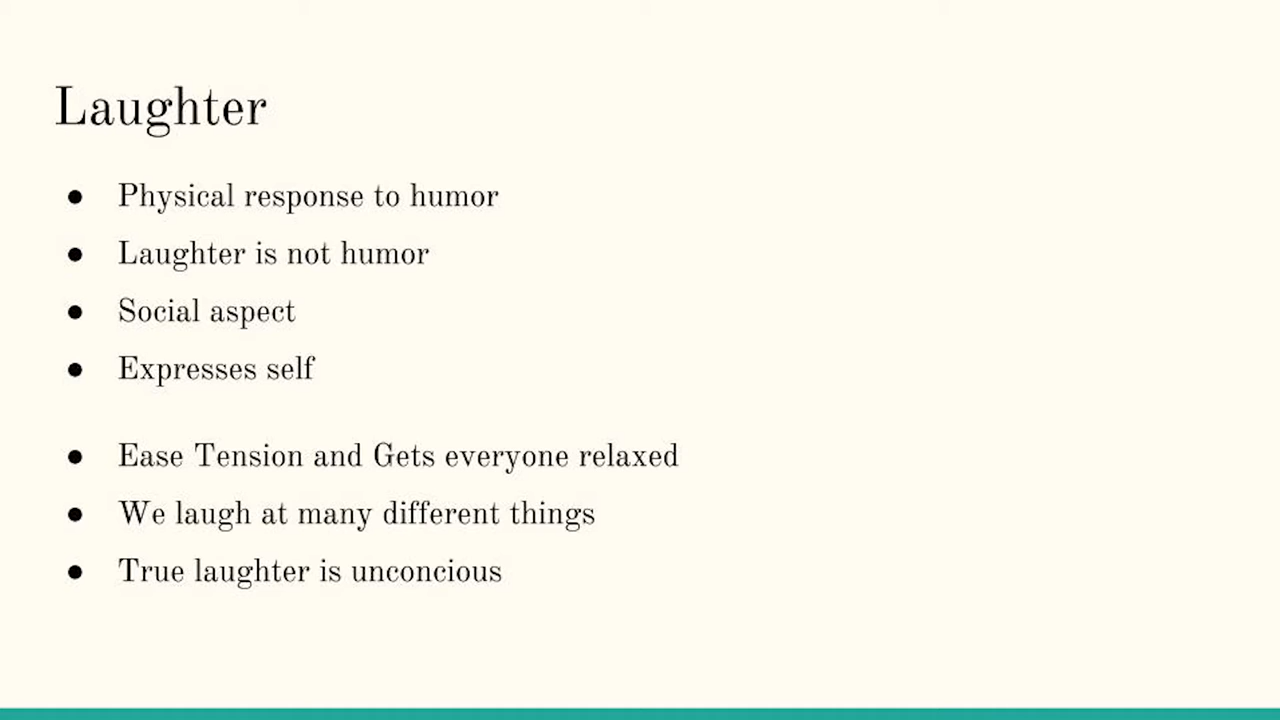 Laughter
● Physical response to humor
● Laughter is not humor
● Social aspect
● Expresses self
● Ease Tension and Gets everyone relaxed
● We laugh at many different things
● True laughter is unconcious